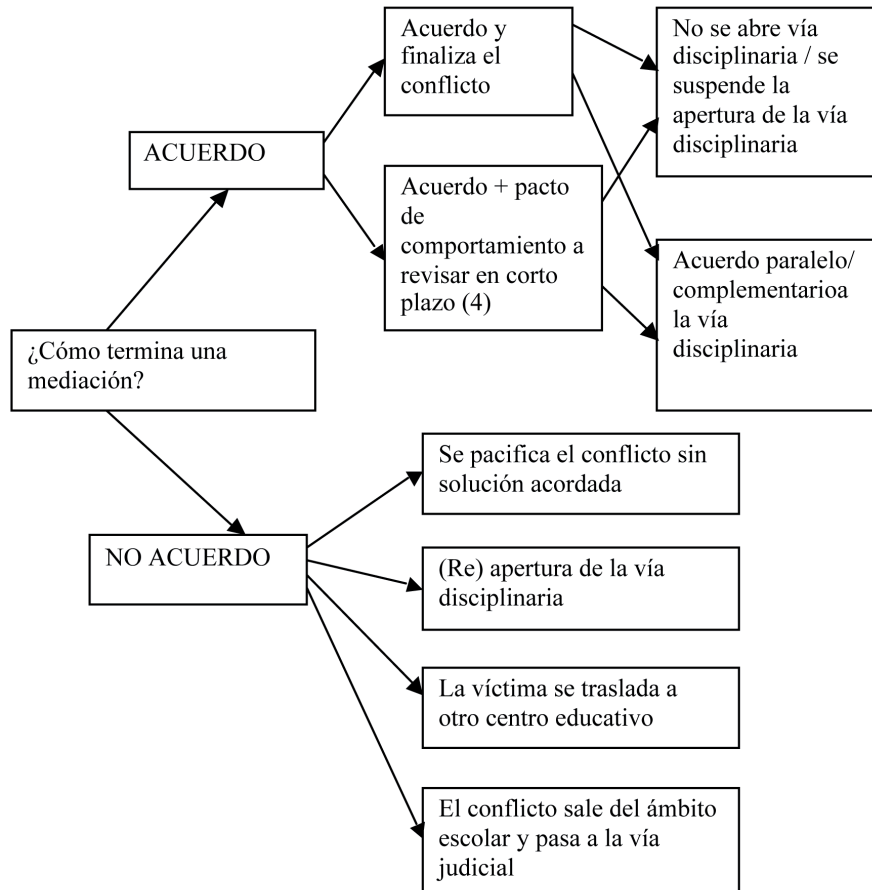 Acuerdo y
finaliza el
conflicto
No se abre vía
disciplinaria / se
suspende la
apertura de la vía
disciplinaria
ACUERDO
Acuerdo + pacto
de
comportamiento a
revisar en corto
plazo (4)
Acuerdo paralelo/
complementarioa
la vía
disciplinaria
¿Cómo termina una
mediación?
Se pacifica el conflicto sin
solución acordada
NO ACUERDO
(Re) apertura de la vía
disciplinaria
La víctima se traslada a
otro centro educativo
El conflicto sale del ámbito
escolar y pasa a la vía
judicial